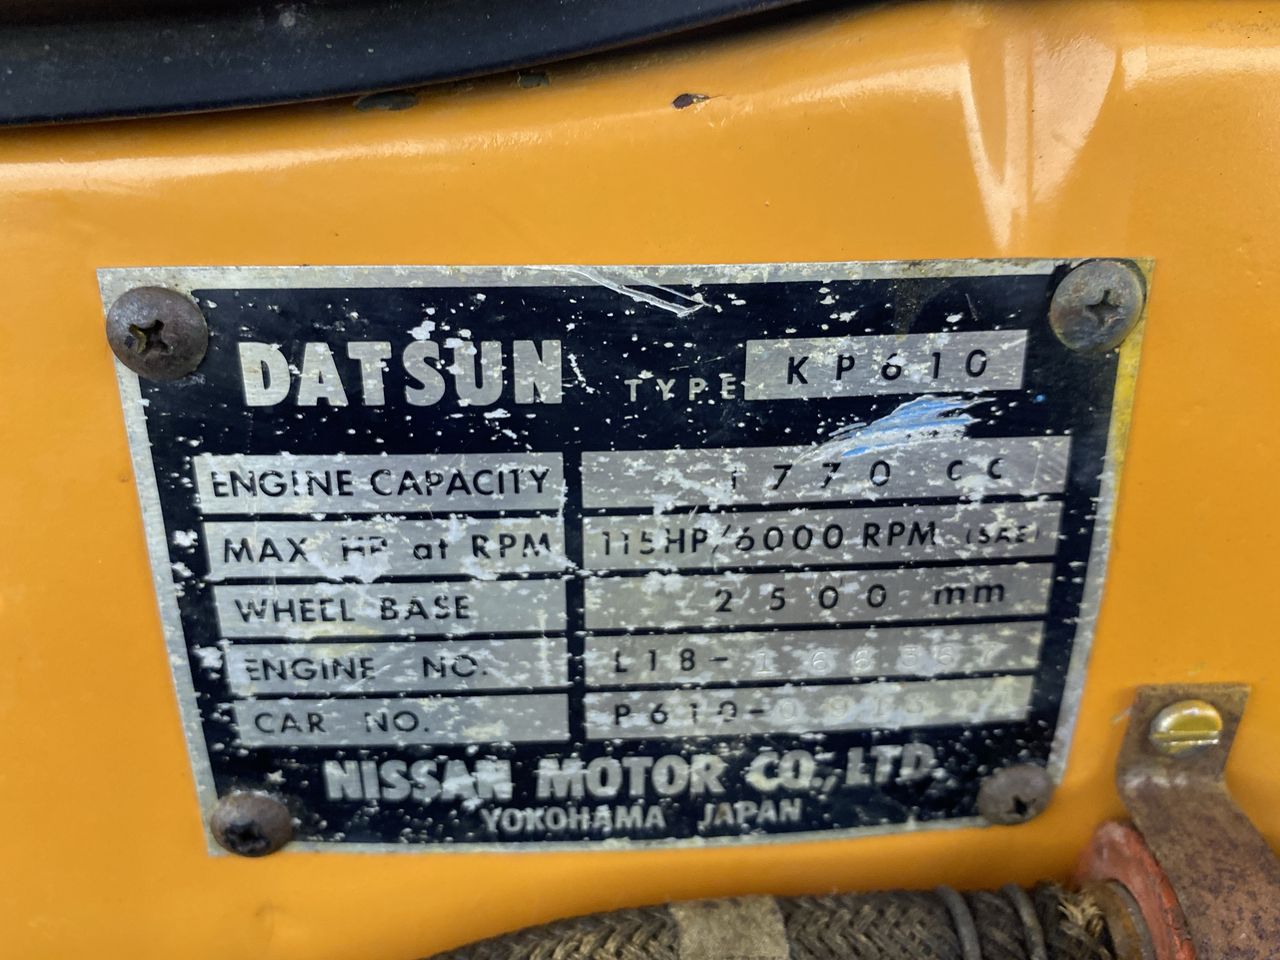 DATSUN TYPE KP610
ENGINE CAPACITY 1770 CC
MAX HP at RPM 115HP/6000 RPM (SAE)
WHEEL BASE 2500 mm
ENGINE NO. L18-
CAR NO. P610-
NISSAN MOTOR CO., LTD.
YOKOHAMA JAPAN